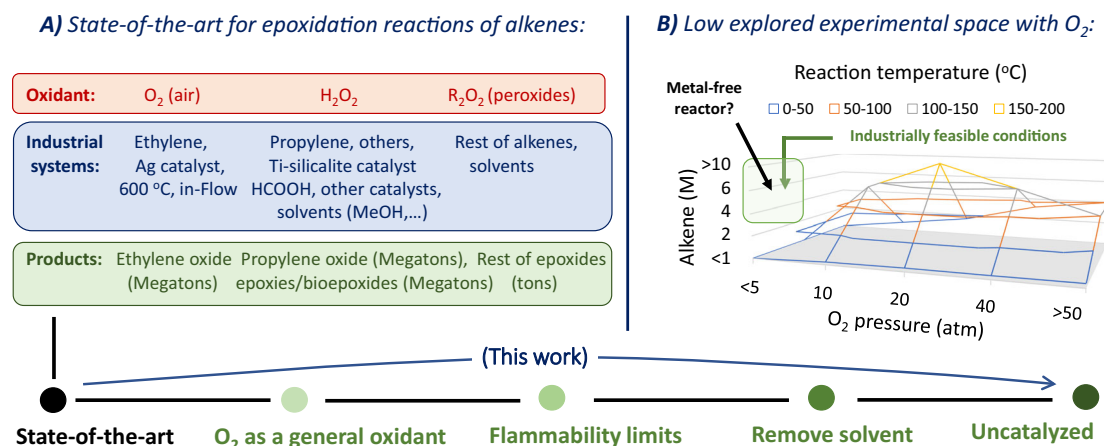 A) State-of-the-art for epoxidation reactions of alkenes:
Oxidant: O₂ (air) H₂O₂ R₂O₂ (peroxides)
Industrial Ethylene, Propylene, others, Rest of alkenes,
systems: Ag catalyst, Ti-silicalite catalyst solvents
600 °C, in-Flow HCOOH, other catalysts,
solvents (MeOH,...)
Products: Ethylene oxide Propylene oxide (Megatons), Rest of epoxides
(Megatons) epoxies/bioepoxides (Megatons) (tons)
B) Low explored experimental space with O₂:
Reaction temperature (°C)
Metal-free
reactor?
0-50 50-100 100-150 150-200
Industrially feasible conditions
Alkene (M)
>10
6
4
2
<1
<5 10 20 40 >50
O₂ pressure (atm)
(This work)
State-of-the-art O₂ as a general oxidant Flammability limits Remove solvent Uncatalyzed